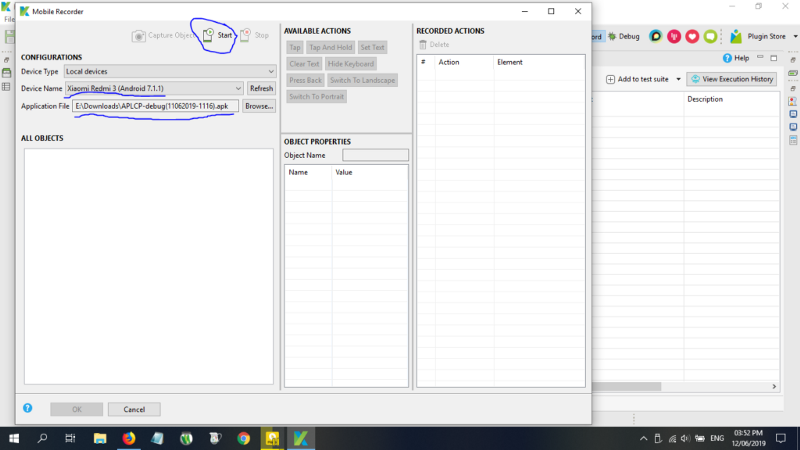 Mobile Recorder
File
Capture Object
Start
Stop
CONFIGURATIONS
Device Type
Local devices
Device Name
Xiaomi Redmi 3 (Android 7.1.1)
Refresh
Application File
E:\Downloads\APLCP-debug(11062019-1116).apk
Browse...
ALL OBJECTS
AVAILABLE ACTIONS
Tap
Tap And Hold
Set Text
Clear Text
Hide Keyboard
Press Back
Switch To Landscape
Switch To Portrait
OBJECT PROPERTIES
Object Name
Name
Value
RECORDED ACTIONS
Delete
#
Action
Element
OK
Cancel
ord
Debug
Plugin Store
Help
Add to test suite
View Execution History
Description
ENG
03:52 PM
12/06/2019